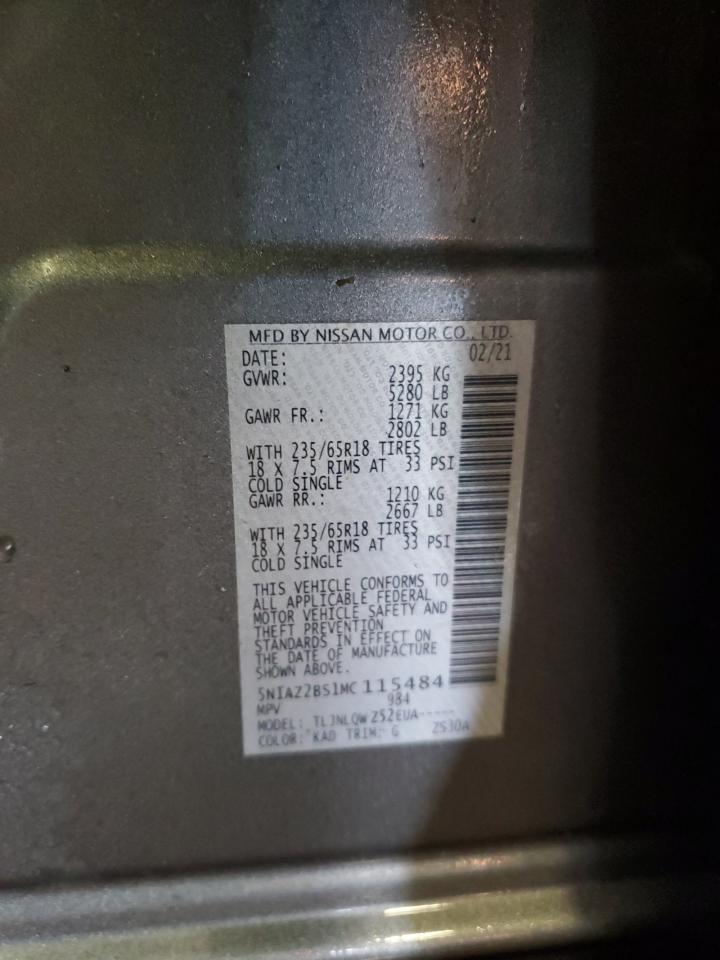 MFD BY NISSAN MOTOR CO., LTD.
DATE: 02/21
GVWR: 2395 KG
5280 LB
GAWR FR.: 1271 KG
2802 LB
WITH 235/65R18 TIRES
18 X 7.5 RIMS AT 33 PSI
COLD SINGLE
GAWR RR.: 1210 KG
2667 LB
WITH 235/65R18 TIRES
18 X 7.5 RIMS AT 33 PSI
COLD SINGLE
THIS VEHICLE CONFORMS TO
ALL APPLICABLE FEDERAL
MOTOR VEHICLE SAFETY AND
THEFT PREVENTION
STANDARDS IN EFFECT ON
THE DATE OF MANUFACTURE
SHOWN ABOVE.
5N1AZ2BS1MC115484
MPV 984
MODEL: TLJNLQW Z52EUA-----
COLOR: KAD TRIM: G ZS30A